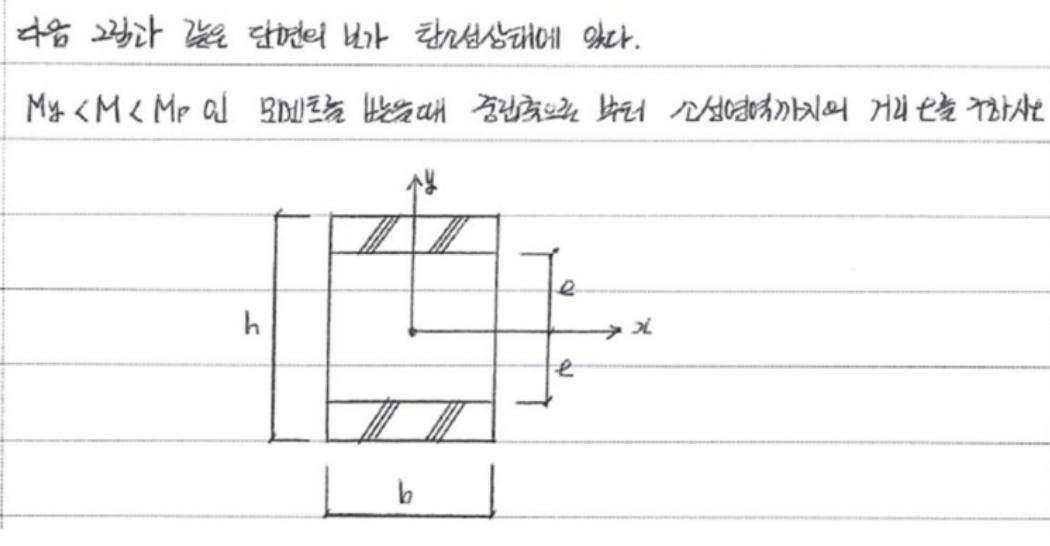 다음 그림과 같은 단면의 보가 탄소성상태에 있다.
My < M < Mp 인 모멘트를 받을때 중립축으로 부터 소성영역까지의 거리 e를 구하시오
y
e
h
x
e
b